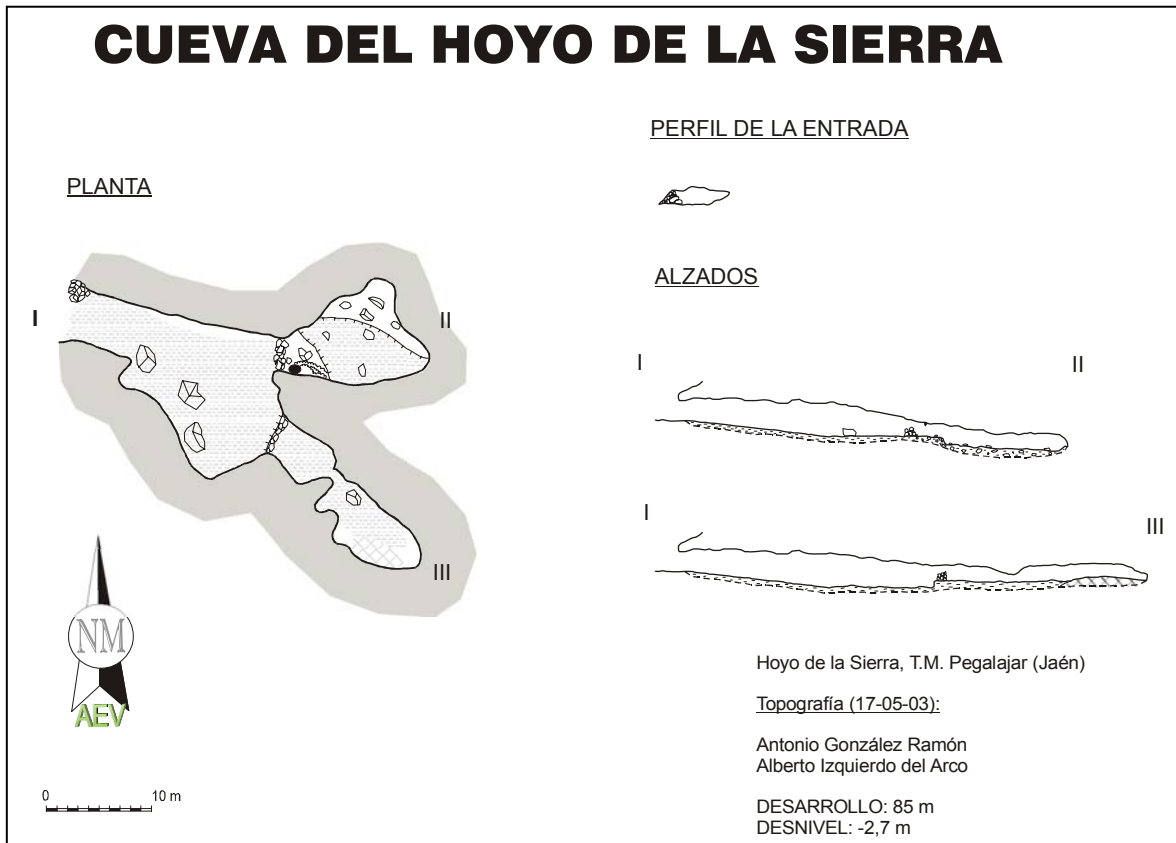 CUEVA DEL HOYO DE LA SIERRA
PERFIL DE LA ENTRADA
PLANTA
ALZADOS
I
II
III
I
II
I
III
NM
AEV
0 10 m
Hoyo de la Sierra, T.M. Pegalajar (Jaén)
Topografía (17-05-03):
Antonio González Ramón
Alberto Izquierdo del Arco
DESARROLLO: 85 m
DESNIVEL: -2,7 m